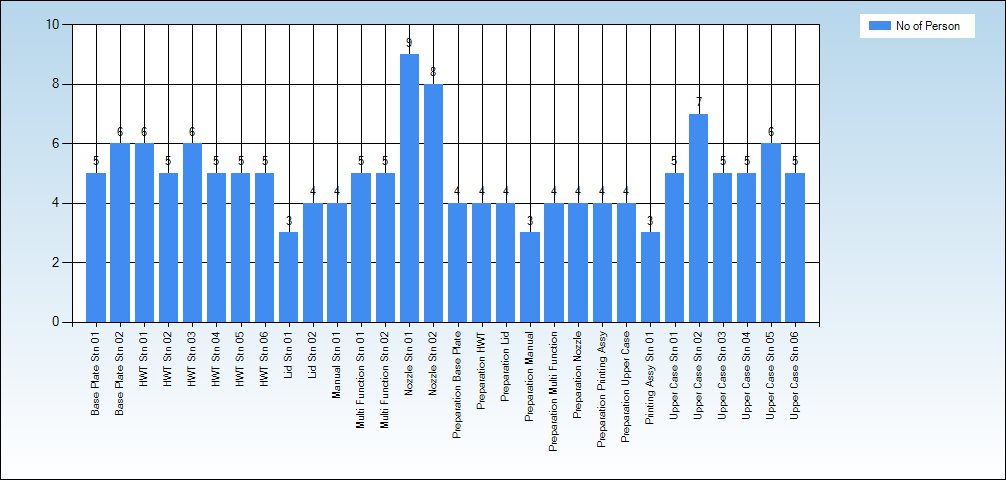 No of Person
10
8
6
4
2
0
5
6
6
5
6
5
5
5
3
4
4
5
5
9
8
4
4
4
3
4
4
4
4
3
5
7
5
5
6
5
Base Plate Stn 01
Base Plate Stn 02
HWT Stn 01
HWT Stn 02
HWT Stn 03
HWT Stn 04
HWT Stn 05
HWT Stn 06
Lid Stn 01
Lid Stn 02
Manual Stn 01
Multi Function Stn 01
Multi Function Stn 02
Nozzle Stn 01
Nozzle Stn 02
Preparation Base Plate
Preparation HWT
Preparation Lid
Preparation Manual
Preparation Multi Function
Preparation Nozzle
Preparation Printing Assy
Preparation Upper Case
Printing Assy Stn 01
Upper Case Stn 01
Upper Case Stn 02
Upper Case Stn 03
Upper Case Stn 04
Upper Case Stn 05
Upper Case Stn 06